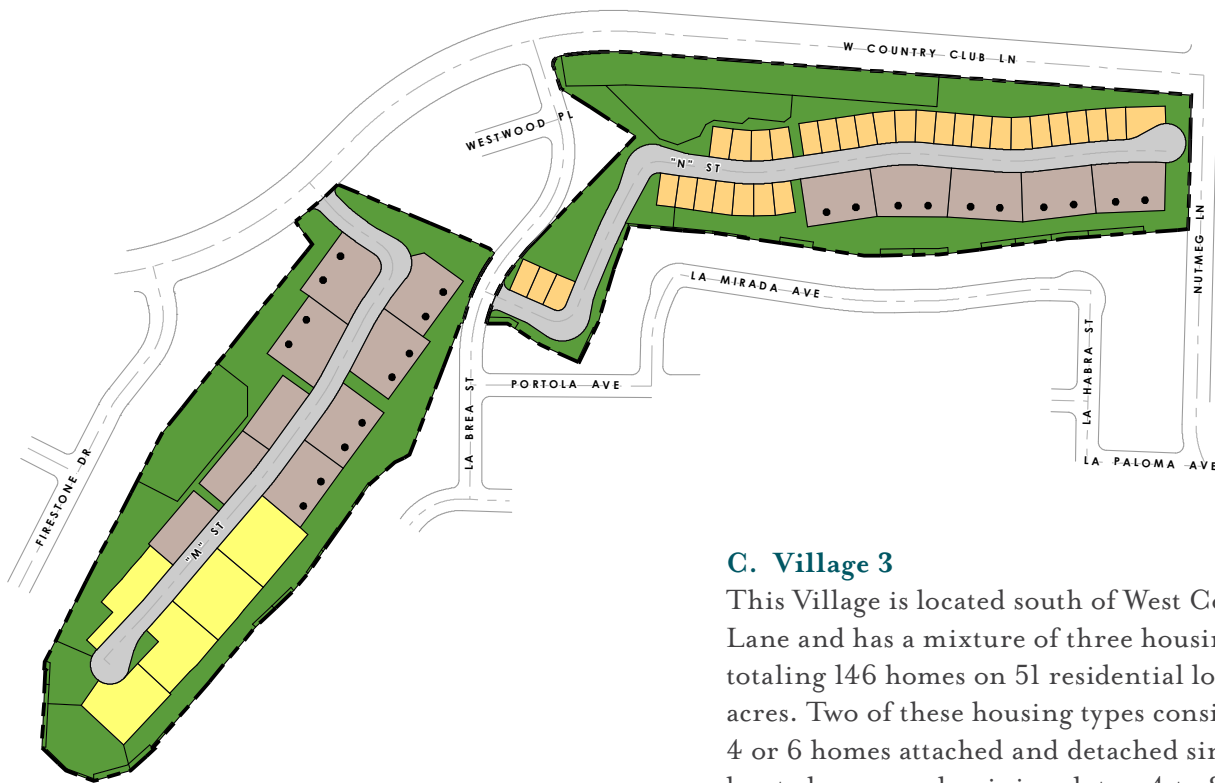 W COUNTRY CLUB LN
WESTWOOD PL
"N" ST
NUTMEG LN
LA MIRADA AVE
LA HABRA ST
PORTOLA AVE
LA BREA ST
LA PALOMA AVE
FIRESTONE DR
"M" ST
C. Village 3
This Village is located south of West Co
Lane and has a mixture of three housin
totaling 146 homes on 51 residential lo
acres. Two of these housing types consi
4 or 6 homes attached and detached sin